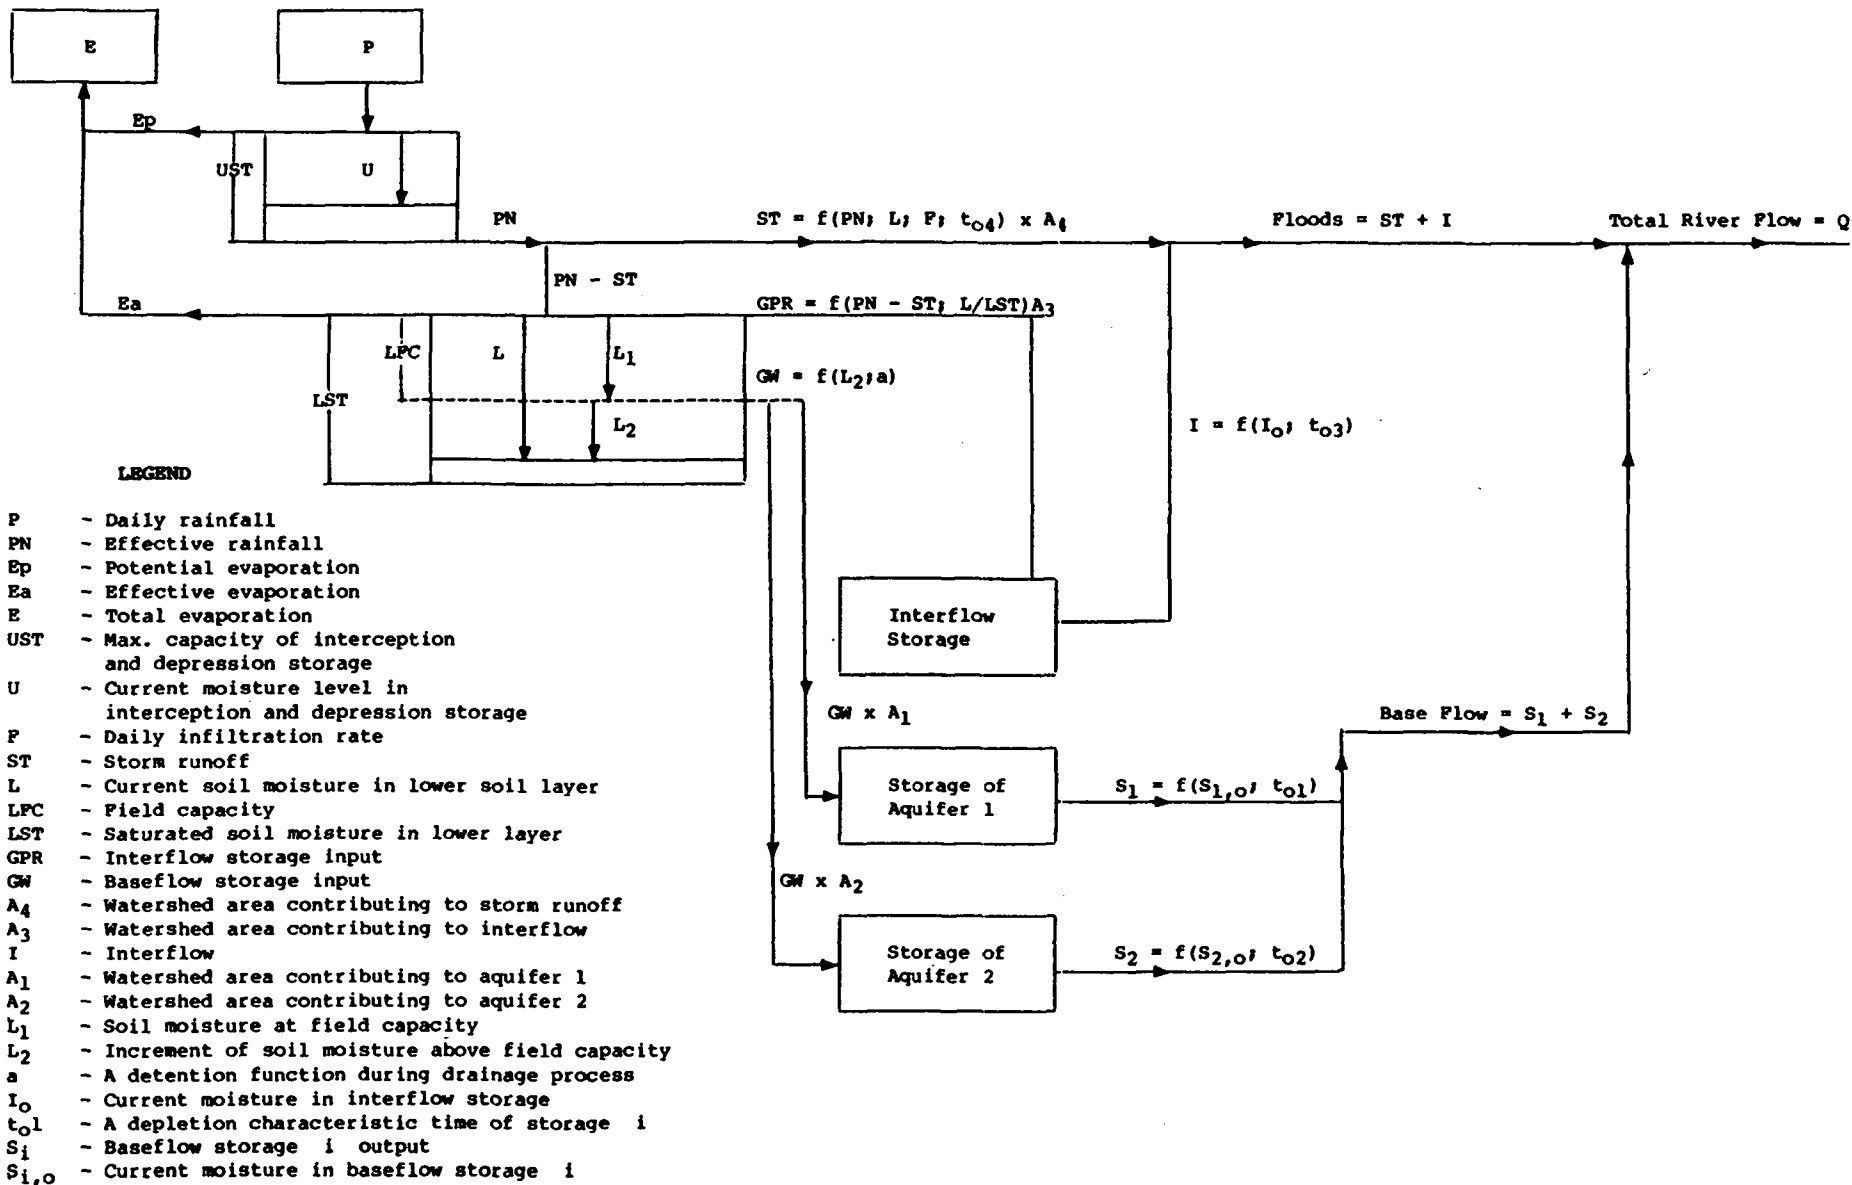 E
P
Ep
UST
U
PN
ST = f(PN; L; F; to4) x A4
Floods = ST + I
Total River Flow = Q
PN - ST
Ea
GPR = f(PN - ST; L/LST)A3
LFC
L
L1
GW = f(L2;a)
LST
L2
I = f(Io; to3)
Interflow
Storage
GW x A1
Base Flow = S1 + S2
Storage of
Aquifer 1
S1 = f(S1,o; to1)
GW x A2
Storage of
Aquifer 2
S2 = f(S2,o; to2)
LEGEND
P - Daily rainfall
PN - Effective rainfall
Ep - Potential evaporation
Ea - Effective evaporation
E - Total evaporation
UST - Max. capacity of interception
and depression storage
U - Current moisture level in
interception and depression storage
F - Daily infiltration rate
ST - Storm runoff
L - Current soil moisture in lower soil layer
LFC - Field capacity
LST - Saturated soil moisture in lower layer
GPR - Interflow storage input
GW - Baseflow storage input
A4 - Watershed area contributing to storm runoff
A3 - Watershed area contributing to interflow
I - Interflow
A1 - Watershed area contributing to aquifer 1
A2 - Watershed area contributing to aquifer 2
L1 - Soil moisture at field capacity
L2 - Increment of soil moisture above field capacity
a - A detention function during drainage process
Io - Current moisture in interflow storage
to1 - A depletion characteristic time of storage i
Si - Baseflow storage i output
Si,o - Current moisture in baseflow storage i